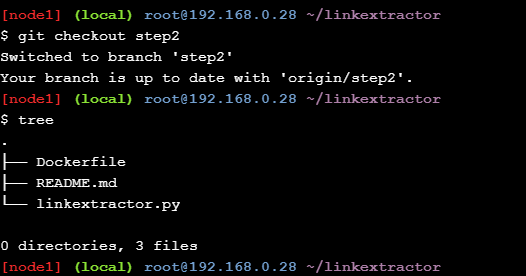 [node1] (local) root@192.168.0.28 ~/linkextractor
$ git checkout step2
Switched to branch 'step2'
Your branch is up to date with 'origin/step2'.
[node1] (local) root@192.168.0.28 ~/linkextractor
$ tree
.
├── Dockerfile
├── README.md
└── linkextractor.py

0 directories, 3 files
[node1] (local) root@192.168.0.28 ~/linkextractor